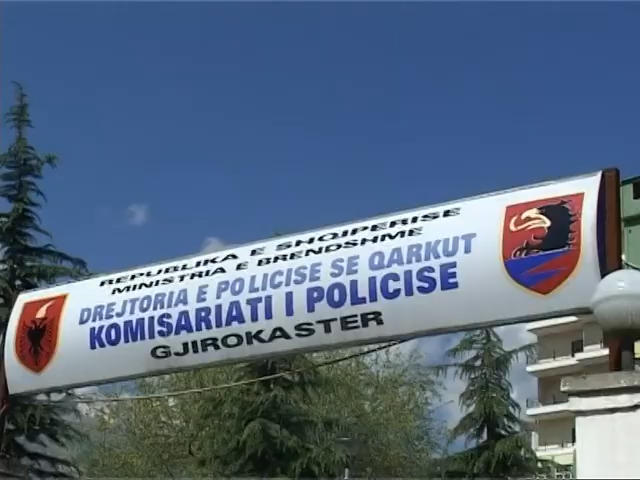 REPUBLIKA E SHQIPERISE
MINISTRIA E BRENDSHME
DREJTORIA E POLICISE SE QARKUT
KOMISARIATI I POLICISE
GJIROKASTER